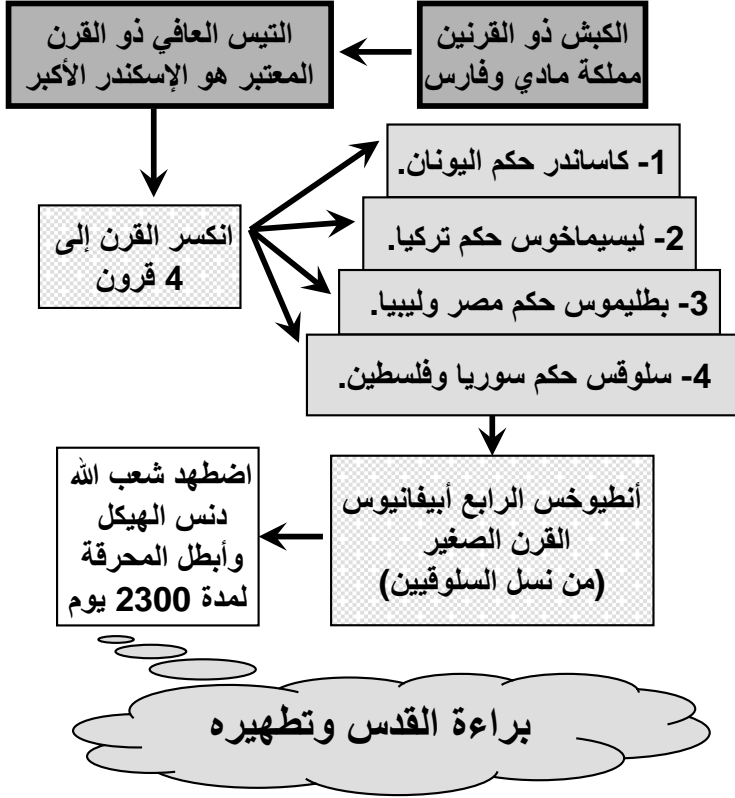 الكبش ذو القرنين
مملكة مادي وفارس
التيس العافي ذو القرن
المعتبر هو الإسكندر الأكبر
انكسر القرن إلى
4 قرون
1- كاساندر حكم اليونان.
2- ليسيماخوس حكم تركيا.
3- بطليموس حكم مصر وليبيا.
4- سلوقس حكم سوريا وفلسطين.
أنطيوخس الرابع أبيفانيوس
القرن الصغير
(من نسل السلوقيين)
اضطهد شعب الله
دنس الهيكل
وأبطل المحرقة
لمدة 2300 يوم
براءة القدس وتطهيره